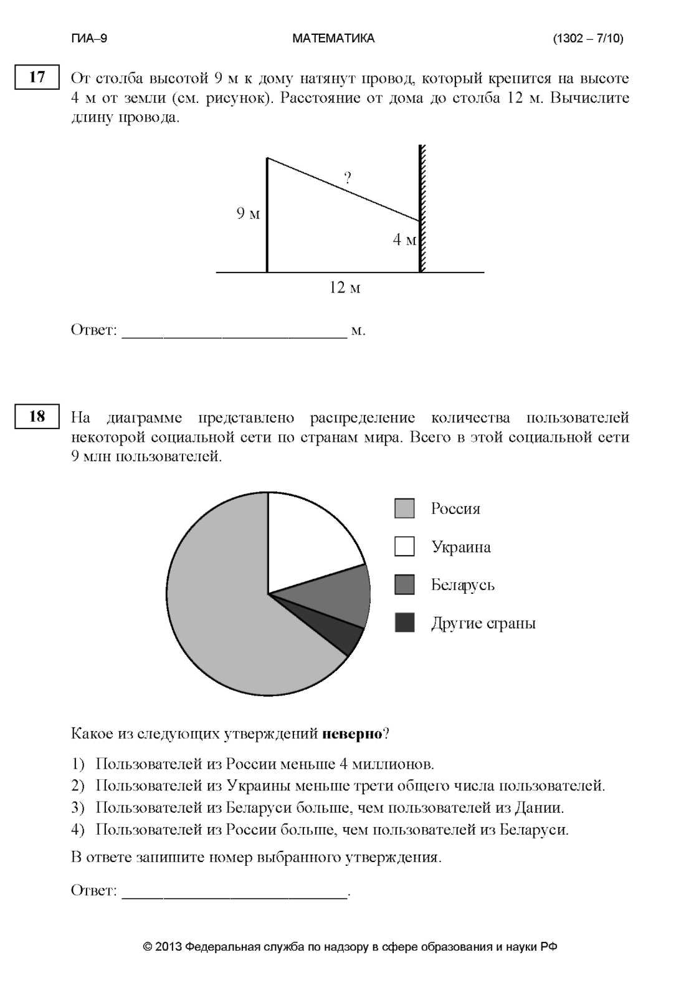 ГИА–9 МАТЕМАТИКА (1302 – 7/10)
17 От столба высотой 9 м к дому натянут провод, который крепится на высоте
4 м от земли (см. рисунок). Расстояние от дома до столба 12 м. Вычислите
длину провода.
?
9 м
4 м
12 м
Ответ: ___________________________ м.
18 На диаграмме представлено распределение количества пользователей
некоторой социальной сети по странам мира. Всего в этой социальной сети
9 млн пользователей.
Россия
Украина
Беларусь
Другие страны
Какое из следующих утверждений неверно?
1) Пользователей из России меньше 4 миллионов.
2) Пользователей из Украины меньше трети общего числа пользователей.
3) Пользователей из Беларуси больше, чем пользователей из Дании.
4) Пользователей из России больше, чем пользователей из Беларуси.
В ответе запишите номер выбранного утверждения.
Ответ: ___________________________.
© 2013 Федеральная служба по надзору в сфере образования и науки РФ